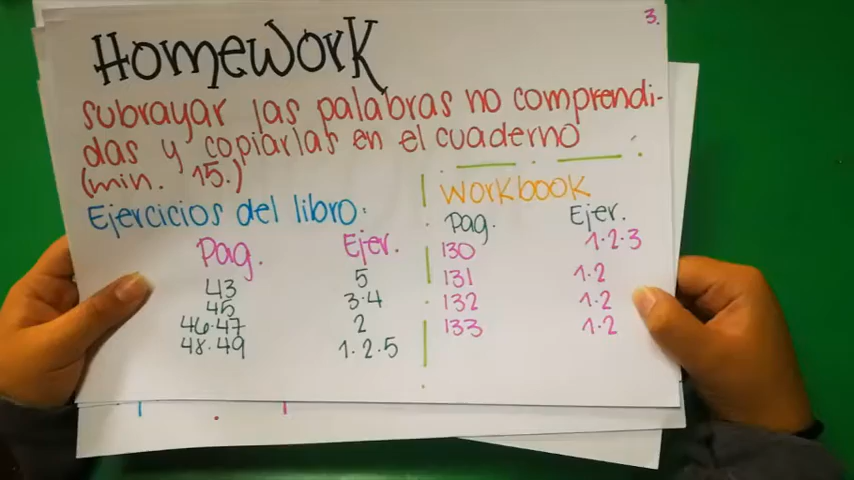 3.
HomeWork
subrayar las palabras no comprendi-
das y copiarlas en el cuaderno
(min. 15.)
Ejercicios del libro:
Pag. Ejer.
43 5
45 3·4
46·47 2
48·49 1·2·5
Workbook
Pag. Ejer.
130 1·2·3
131 1·2
132 1·2
133 1·2